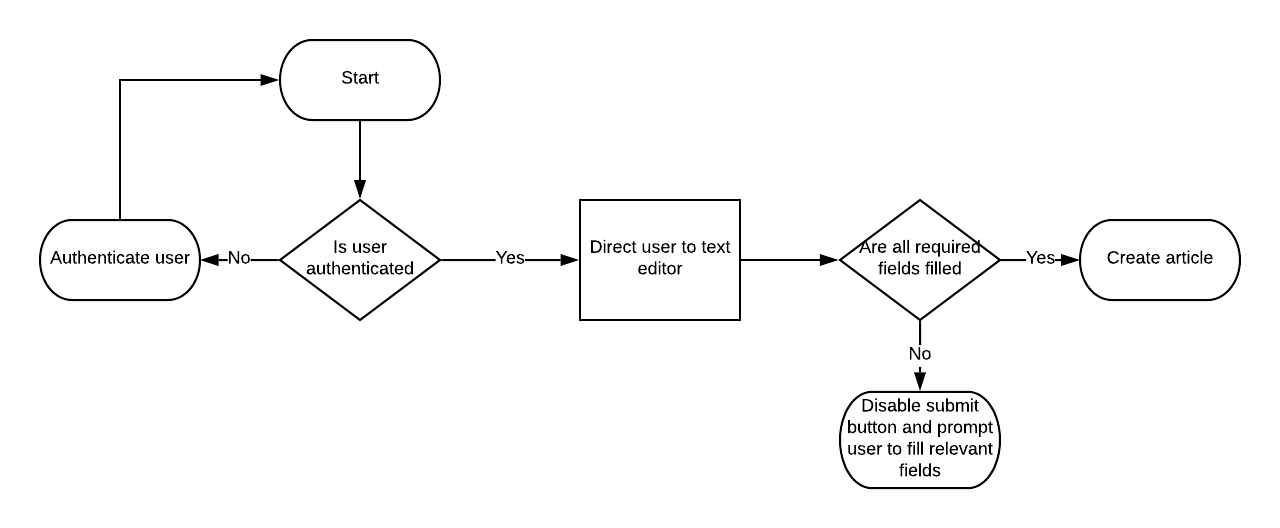 Start
Authenticate user
No
Is user
authenticated
Yes
Direct user to text
editor
Are all required
fields filled
Yes
Create article
No
Disable submit
button and prompt
user to fill relevant
fields